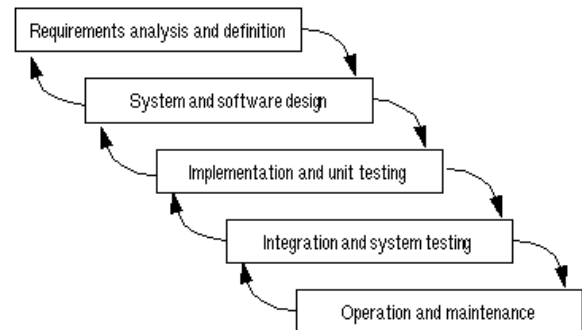 Requirements analysis and definition
System and software design
Implementation and unit testing
Integration and system testing
Operation and maintenance